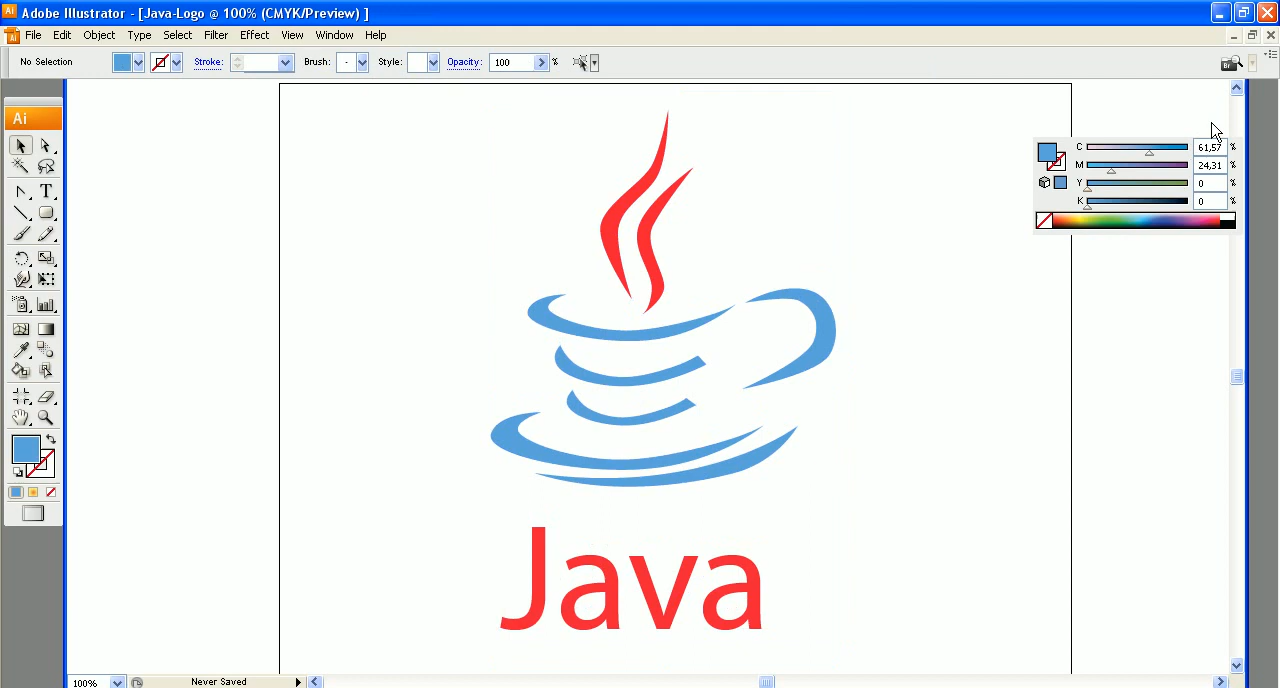 Adobe Illustrator - [Java-Logo @ 100% (CMYK/Preview) ]
File Edit Object Type Select Filter Effect View Window Help
No Selection Stroke: Brush: - Style: Opacity: 100 %
Br
Ai
C 61,57 %
M 24,31 %
Y 0 %
K 0 %
T
Java
100% Never Saved